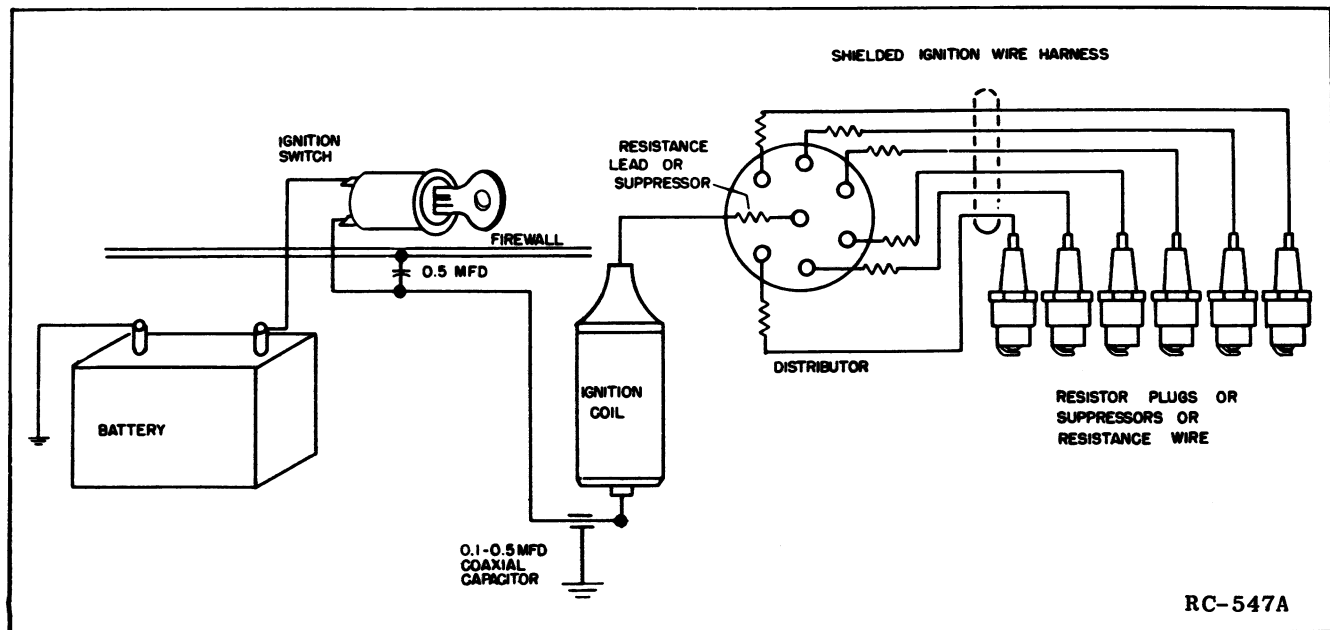 SHIELDED IGNITION WIRE HARNESS
IGNITION
SWITCH
RESISTANCE
LEAD OR
SUPPRESSOR
FIREWALL
0.5 MFD
DISTRIBUTOR
IGNITION
COIL
BATTERY
RESISTOR PLUGS OR
SUPPRESSORS OR
RESISTANCE WIRE
0.1-0.5 MFD
COAXIAL
CAPACITOR
RC-547A